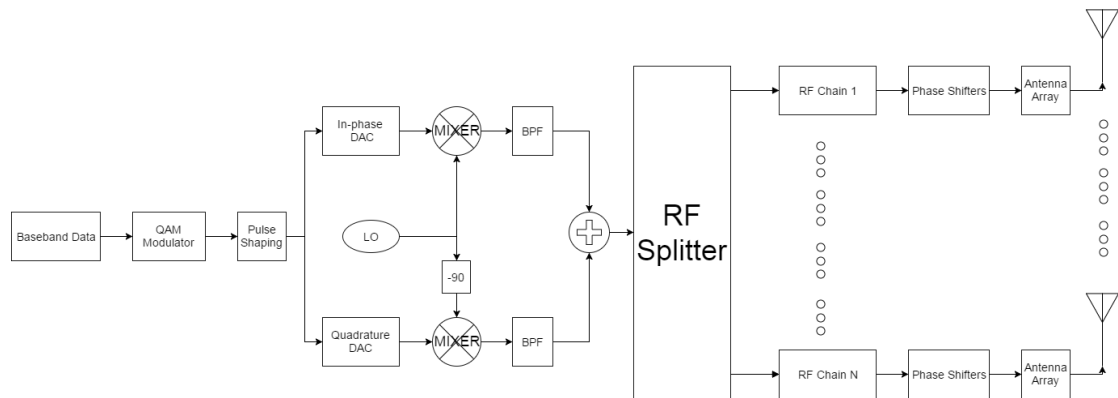 Baseband Data
QAM
Modulator
Pulse
Shaping
In-phase
DAC
MIXER
BPF
LO
-90
Quadrature
DAC
MIXER
BPF
RF
Splitter
RF Chain 1
Phase Shifters
Antenna
Array
RF Chain N
Phase Shifters
Antenna
Array